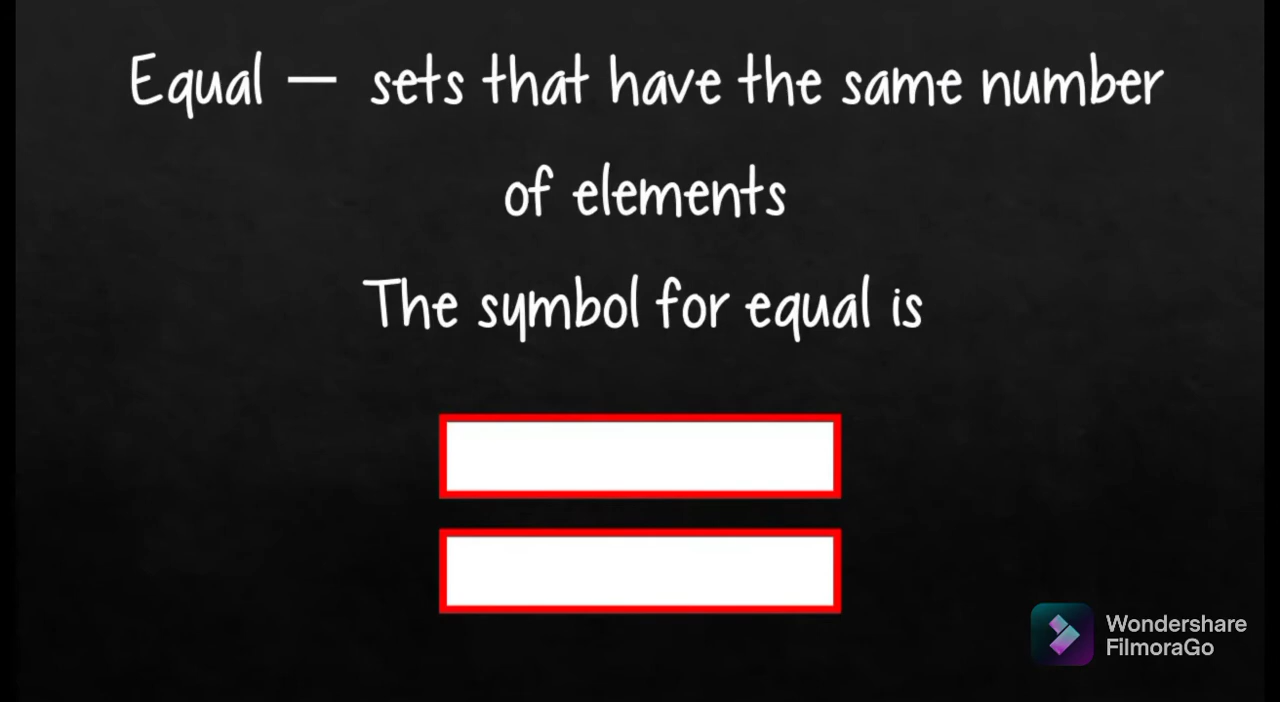 Equal — sets that have the same number
of elements
The symbol for equal is
Wondershare
FilmoraGo